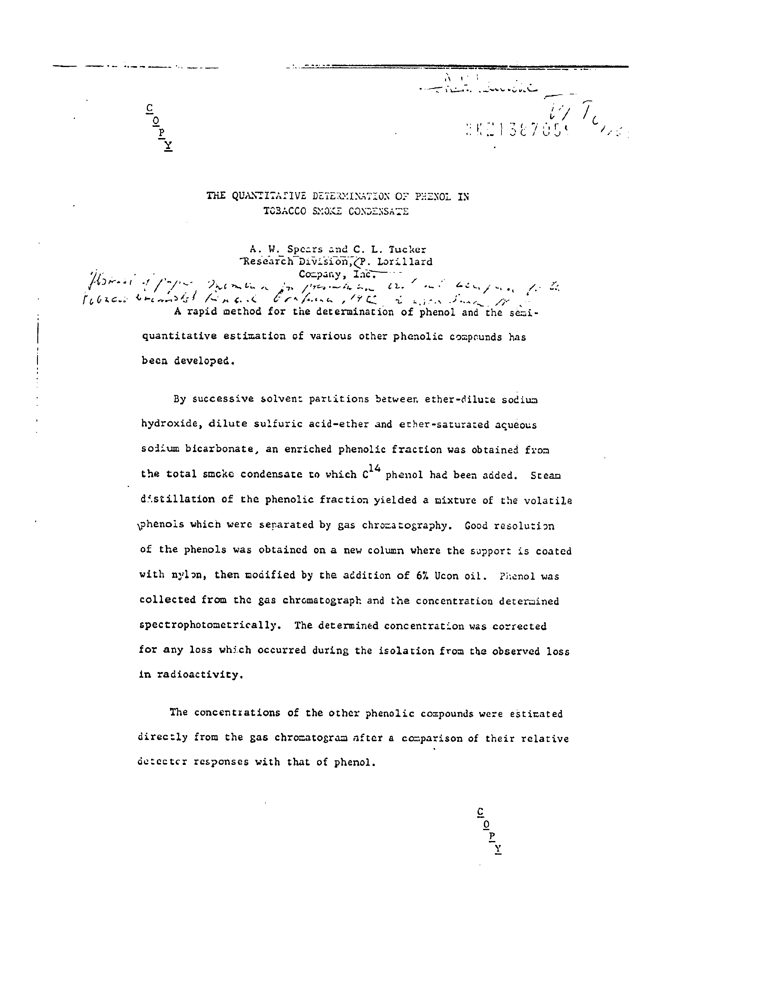 C
O
P
Y
THE QUANTITATIVE DETERMINATION OF PHENOL IN
TOBACCO SMOKE CONDENSATE
A. W. Spears and C. L. Tucker
Research Division, P. Lorillard
Company, Inc.
A rapid method for the determination of phenol and the semi-
quantitative estimation of various other phenolic compounds has
been developed.
By successive solvent partitions between ether-dilute sodium
hydroxide, dilute sulfuric acid-ether and ether-saturated aqueous
sodium bicarbonate, an enriched phenolic fraction was obtained from
the total smoke condensate to which C14 phenol had been added. Steam
distillation of the phenolic fraction yielded a mixture of the volatile
phenols which were separated by gas chromatography. Good resolution
of the phenols was obtained on a new column where the support is coated
with nylon, then modified by the addition of 6% Ucon oil. Phenol was
collected from the gas chromatograph and the concentration determined
spectrophotometrically. The determined concentration was corrected
for any loss which occurred during the isolation from the observed loss
in radioactivity.
The concentrations of the other phenolic compounds were estimated
directly from the gas chromatogram after a comparison of their relative
detector responses with that of phenol.
C
O
P
Y